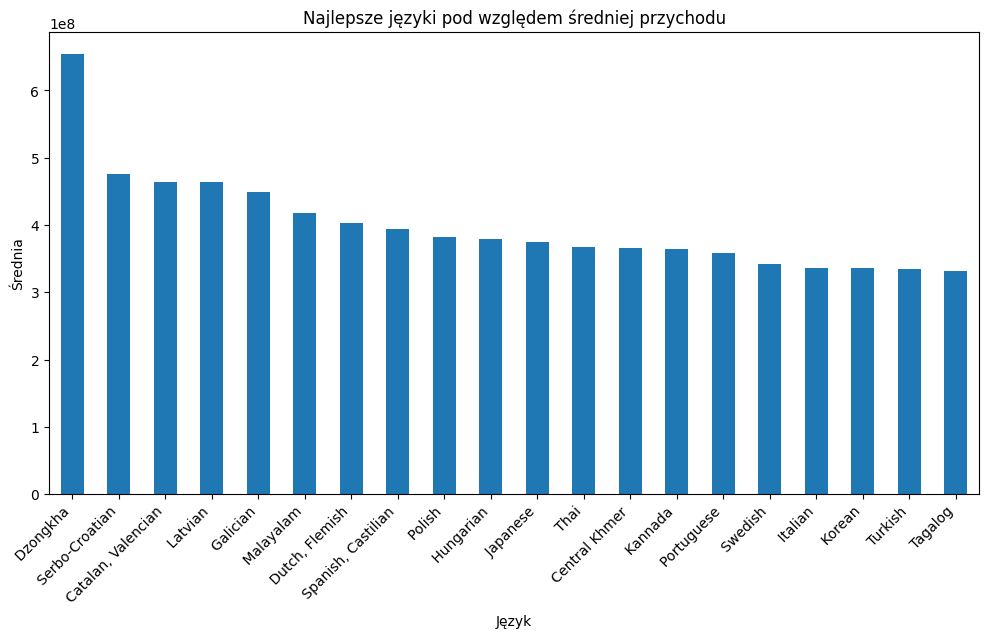 Najlepsze języki pod względem średniej przychodu
1e8
6
5
4
3
2
1
0
Średnia
Dzongkha
Serbo-Croatian
Catalan, Valencian
Latvian
Galician
Malayalam
Dutch, Flemish
Spanish, Castilian
Polish
Hungarian
Japanese
Thai
Central Khmer
Kannada
Portuguese
Swedish
Italian
Korean
Turkish
Tagalog
Język